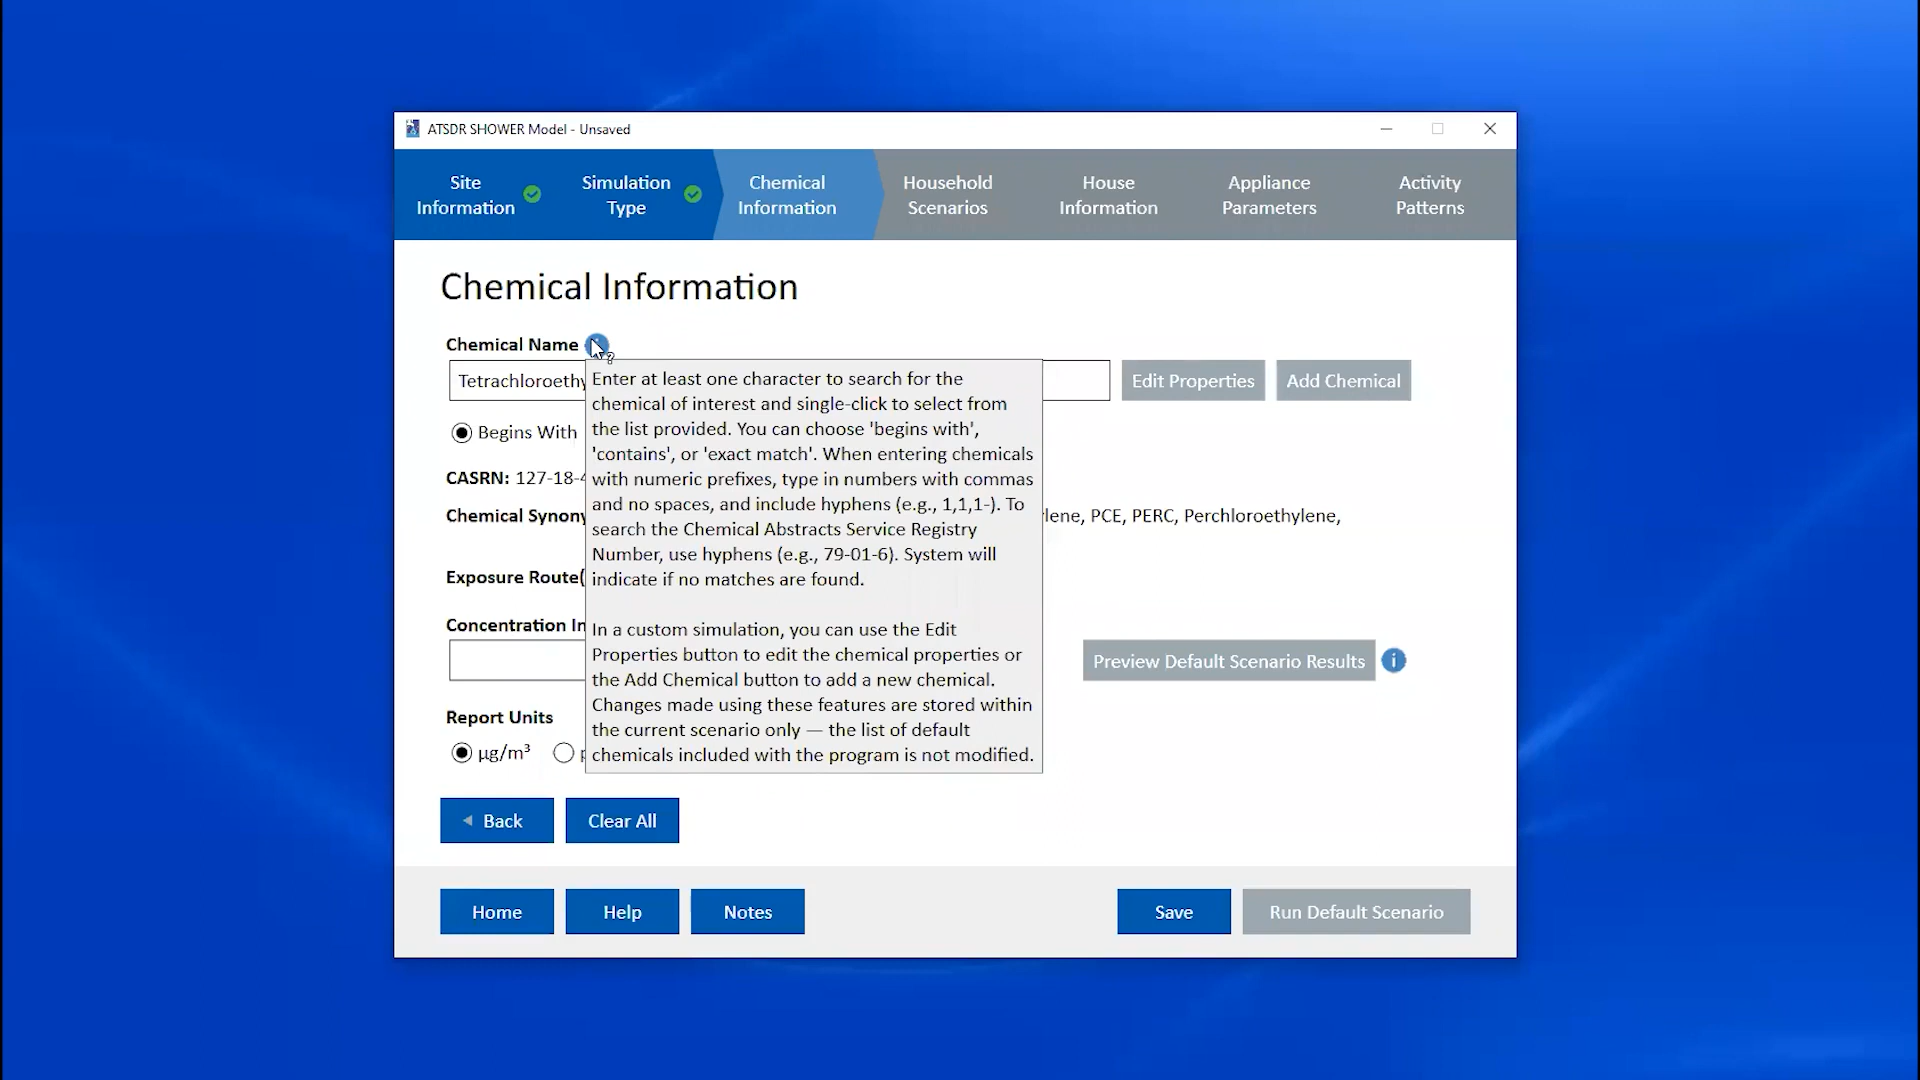 ATSDR SHOWER Model - Unsaved
Site
Information
Simulation
Type
Chemical
Information
Household
Scenarios
House
Information
Appliance
Parameters
Activity
Patterns
Chemical Information
Chemical Name
Tetrachloroethy
Edit Properties
Add Chemical
Begins With
CASRN: 127-18-4
Chemical Synony
lene, PCE, PERC, Perchloroethylene,
Exposure Route(
Concentration In
Preview Default Scenario Results
i
Report Units
µg/m³
Enter at least one character to search for the
chemical of interest and single-click to select from
the list provided. You can choose 'begins with',
'contains', or 'exact match'. When entering chemicals
with numeric prefixes, type in numbers with commas
and no spaces, and include hyphens (e.g., 1,1,1-). To
search the Chemical Abstracts Service Registry
Number, use hyphens (e.g., 79-01-6). System will
indicate if no matches are found.
In a custom simulation, you can use the Edit
Properties button to edit the chemical properties or
the Add Chemical button to add a new chemical.
Changes made using these features are stored within
the current scenario only — the list of default
chemicals included with the program is not modified.
Back
Clear All
Home
Help
Notes
Save
Run Default Scenario